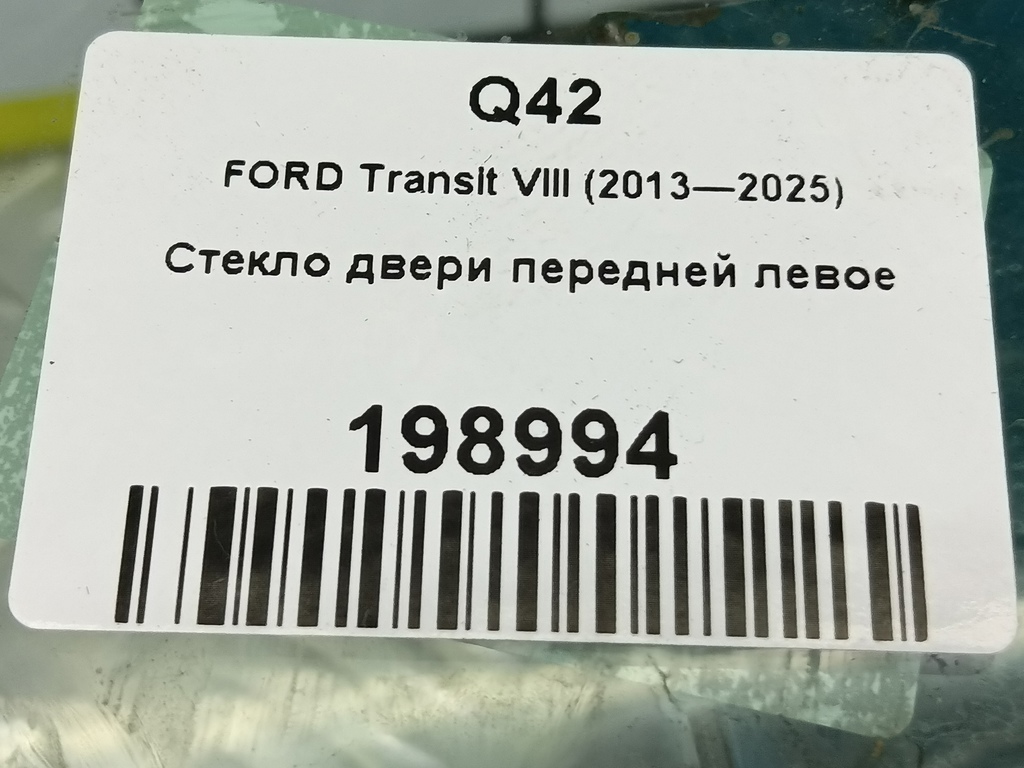 Q42
FORD Transit VIII (2013—2025)
Стекло двери передней левое
198994